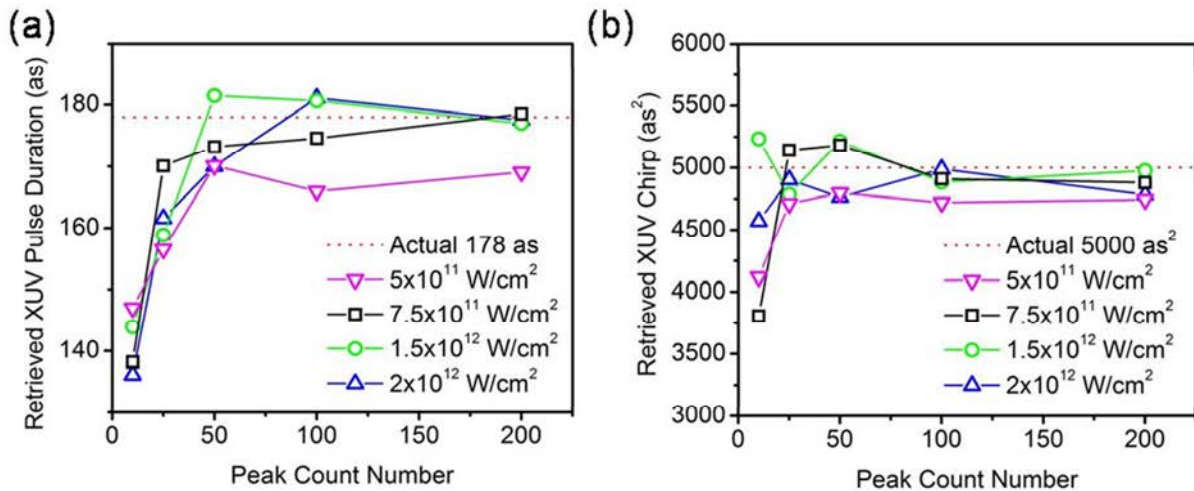 (a)
Retrieved XUV Pulse Duration (as)
180
160
140
0 50 100 150 200
Peak Count Number
Actual 178 as
5x10¹¹ W/cm²
7.5x10¹¹ W/cm²
1.5x10¹² W/cm²
2x10¹² W/cm²
(b)
Retrieved XUV Chirp (as²)
6000
5500
5000
4500
4000
3500
3000
0 50 100 150 200
Peak Count Number
Actual 5000 as²
5x10¹¹ W/cm²
7.5x10¹¹ W/cm²
1.5x10¹² W/cm²
2x10¹² W/cm²